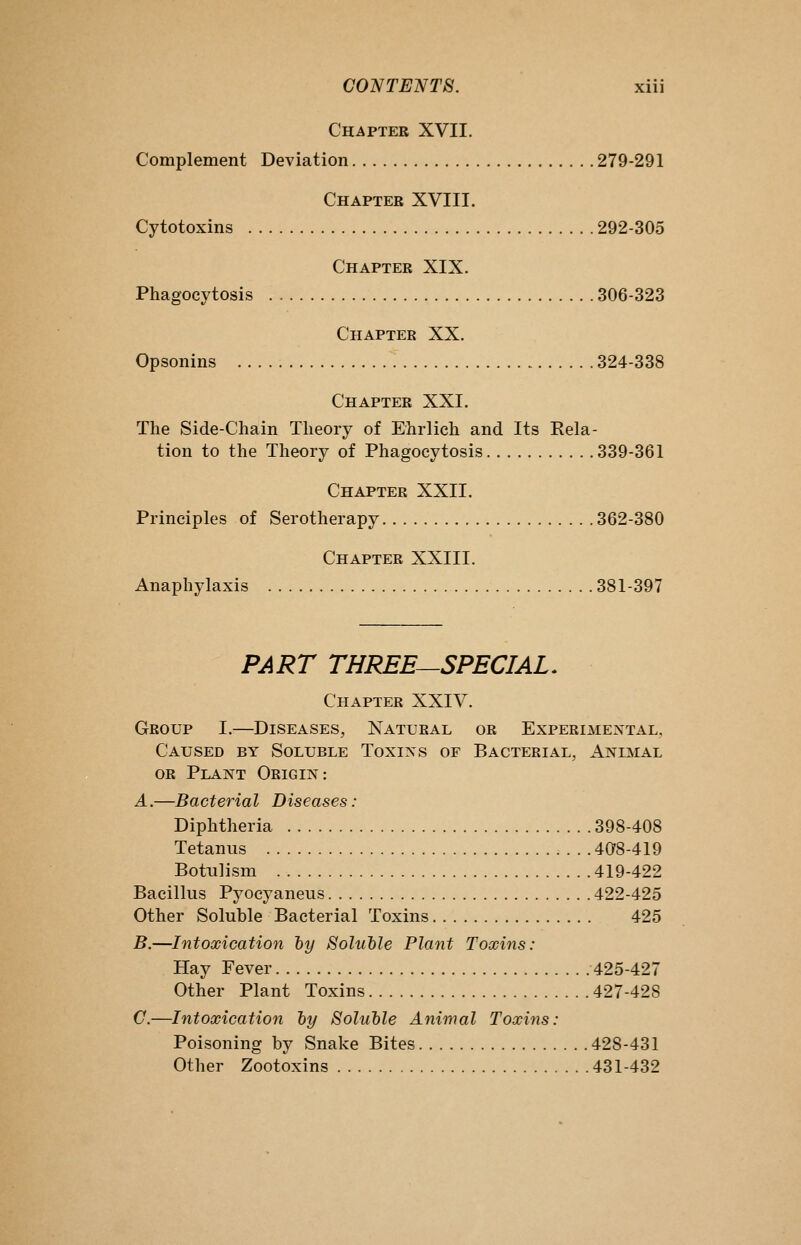 CONTENTS. xiii
CHAPTER XVII.
Complement Deviation.........................279-291
CHAPTER XVIII.
Cytotoxins ....................................292-305
CHAPTER XIX.
Phagocytosis ..................................306-323
CHAPTER XX.
Opsonins .....................................324-338
CHAPTER XXI.
The Side-Chain Theory of Ehrlich and Its Rela-
tion to the Theory of Phagocytosis...........339-361
CHAPTER XXII.
Principles of Serotherapy......................362-380
CHAPTER XXIII.
Anaphylaxis ..................................381-397
PART THREE—SPECIAL.
CHAPTER XXIV.
GROUP I.—DISEASES, NATURAL OR EXPERIMENTAL,
CAUSED BY SOLUBLE TOXINS OF BACTERIAL, ANIMAL
OR PLANT ORIGIN:
A.—Bacterial Diseases:
Diphtheria ................................398-408
Tetanus ..................................408-419
Botulism .................................419-422
Bacillus Pyocyaneus...........................422-425
Other Soluble Bacterial Toxins................. 425
B.—Intoxication by Soluble Plant Toxins:
Hay Fever.................................425-427
Other Plant Toxins.......................427-428
C.—Intoxication by Soluble Animal Toxins:
Poisoning by Snake Bites..................428-431
Other Zootoxins..........................431-432